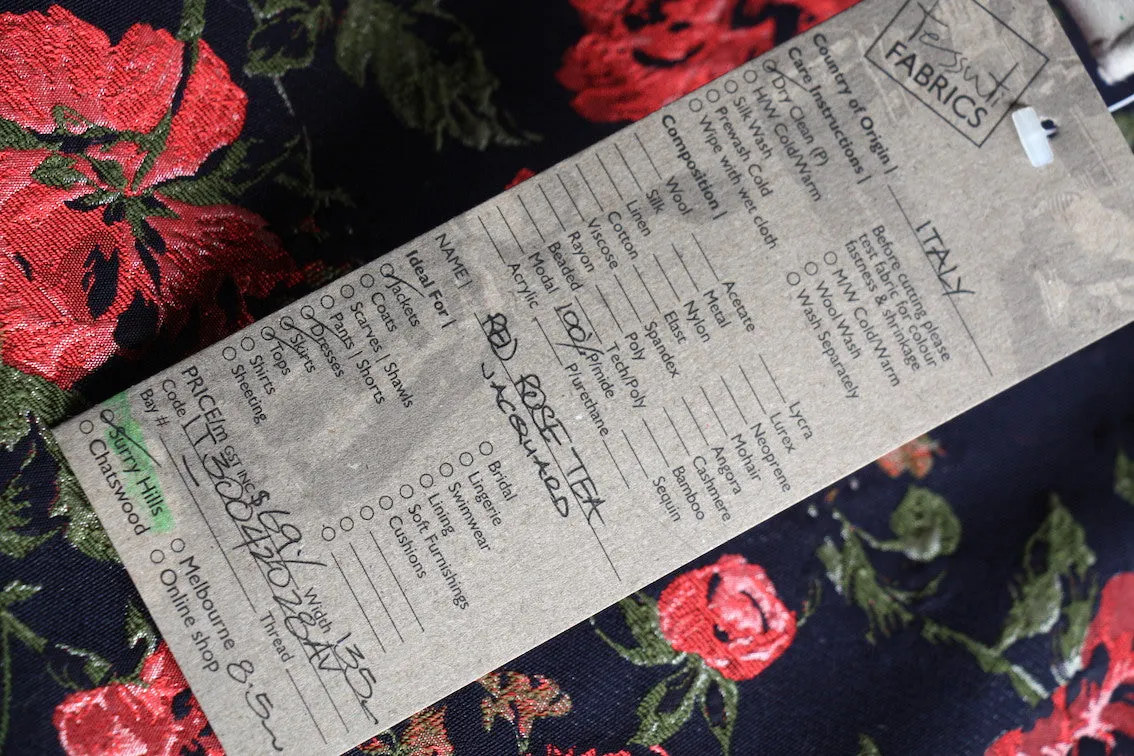 Tessuti
FABRICS
Country of Origin | ITALY
Care Instructions |
Dry Clean (P)
H/W Cold/Warm
Silk Wash
Prewash Cold
Wipe with wet cloth
Before cutting please
test fabric for colour
fastness & shrinkage
M/W Cold/Warm
Wool Wash
Wash Separately
Composition |
Wool
Silk
Linen
Cotton
Viscose
Rayon
Beaded
Modal
Acrylic
Acetate
Metal
Nylon
Elast
Spandex
Poly
Tech/Poly
100% P/mide
P/urethane
Lycra
Lurex
Neoprene
Mohair
Angora
Cashmere
Bamboo
Sequin
NAME | RED ROSE TEA
JACQUARD
Ideal For |
Jackets
Coats
Scarves | Shawls
Pants | Shorts
Dresses
Skirts
Tops
Shirts
Sheeting
Bridal
Lingerie
Swimwear
Lining
Soft Furnishings
Cushions
PRICE/m GST INC $69 Width 135
Code
Bay # Thread
Surry Hills
Chatswood
Melbourne
Online shop 8.5m